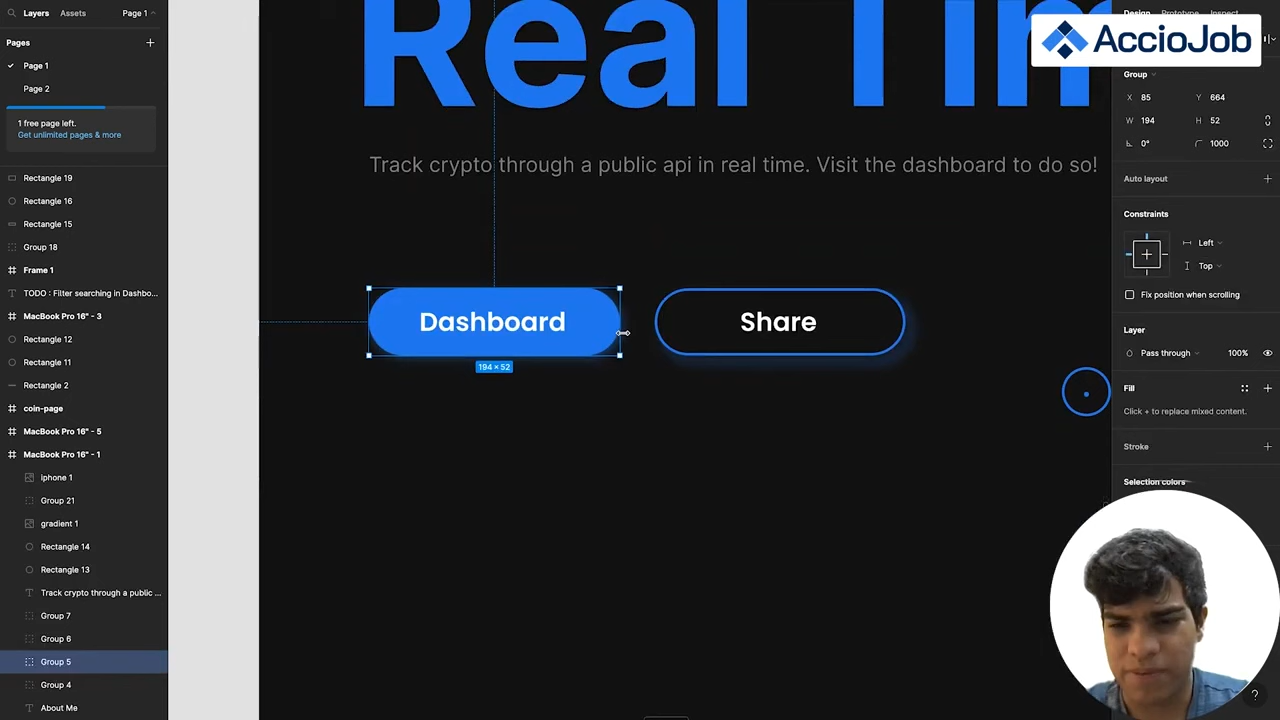 Layers
Assets
Page 1
Pages
Page 1
Page 2
1 free page left.
Get unlimited pages & more
Rectangle 19
Rectangle 16
Rectangle 15
Group 18
Frame 1
TODO : Filter searching in Dashbo...
MacBook Pro 16" - 3
Rectangle 12
Rectangle 11
Rectangle 2
coin-page
MacBook Pro 16" - 5
MacBook Pro 16" - 1
iphone 1
Group 21
gradient 1
Rectangle 14
Rectangle 13
Track crypto through a public ...
Group 7
Group 6
Group 5
Group 4
About Me
Real Tim
Track crypto through a public api in real time. Visit the dashboard to do so!
Dashboard
Share
194 × 52
AccioJob
Design
Prototype
Inspect
Group
X 85
Y 664
W 194
H 52
0°
1000
Auto layout
Constraints
Left
Top
Fix position when scrolling
Layer
Pass through
100%
Fill
Click + to replace mixed content.
Stroke
Selection colors
?